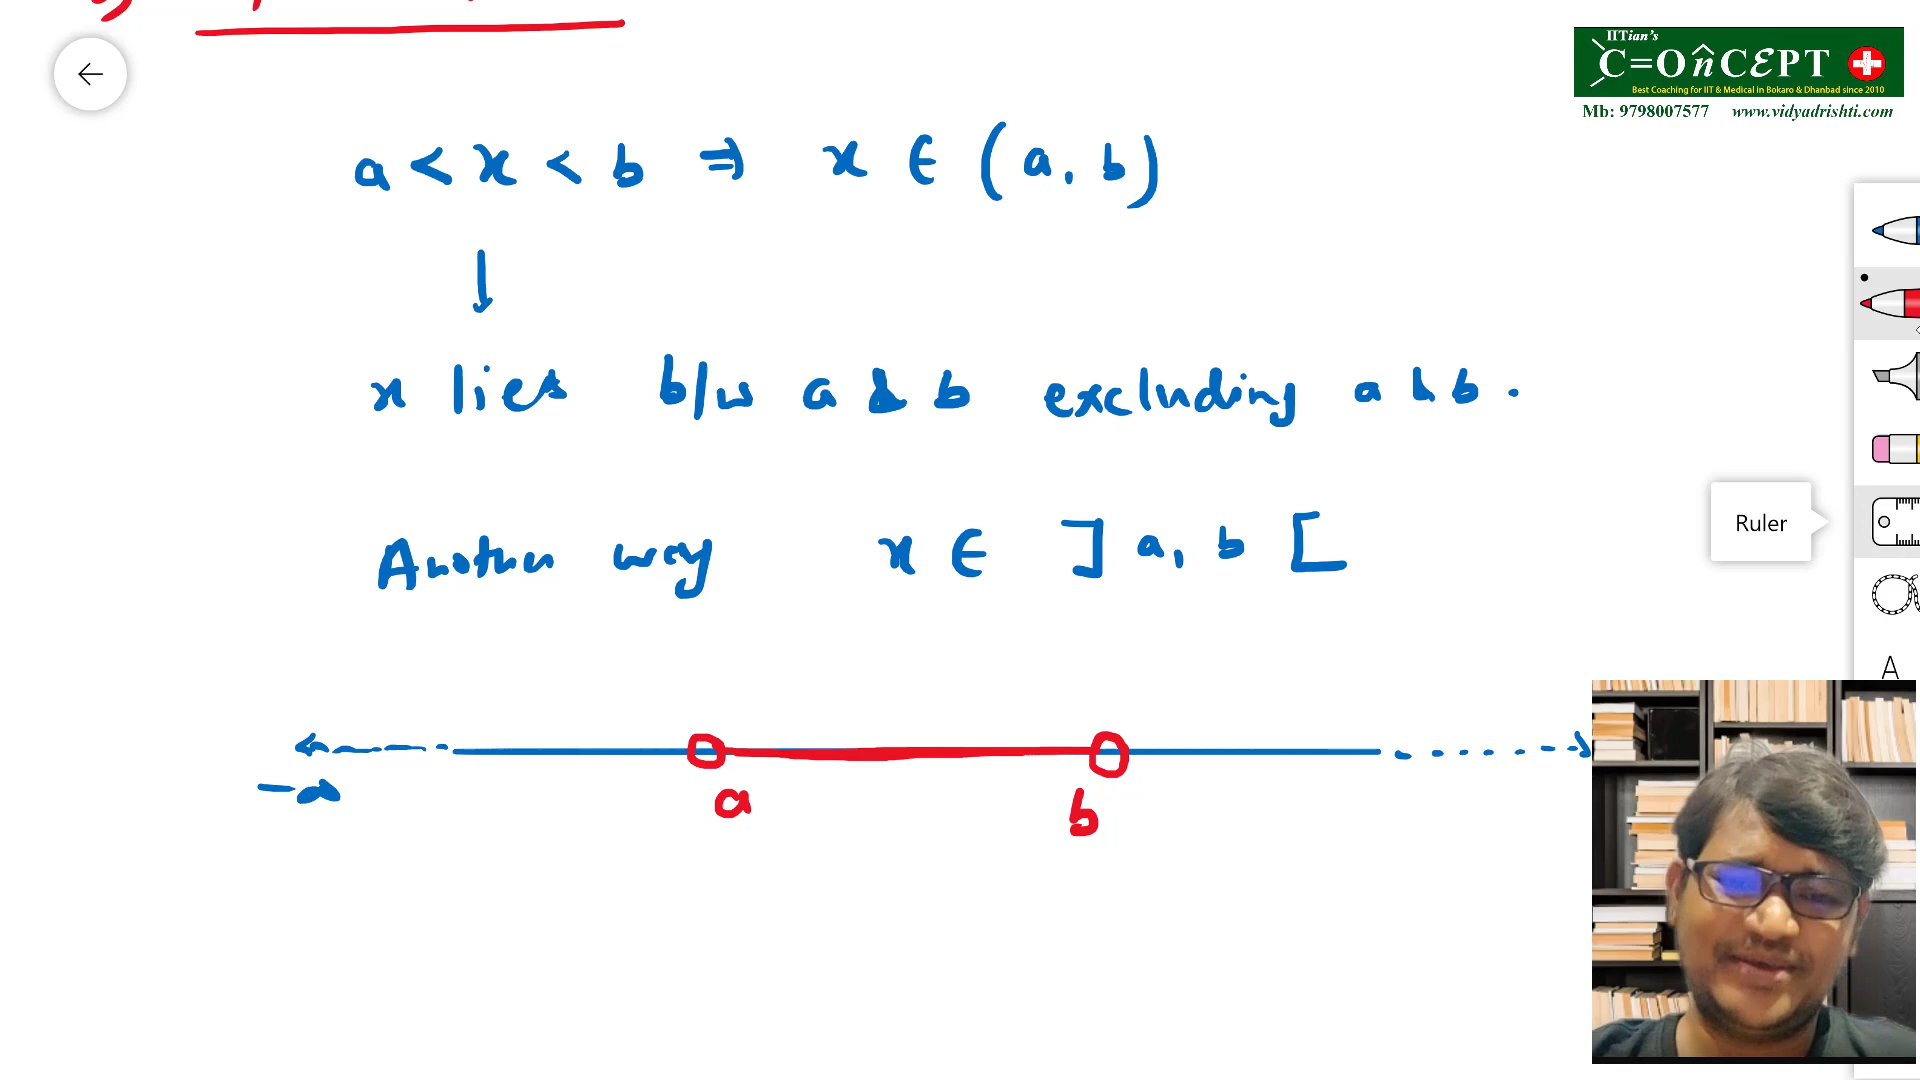 IITian's
C=OnCEPT
Best Coaching for IIT & Medical in Bokaro & Dhanbad since 2010
Mb: 9798007577 www.vidyadrishti.com
a < x < b ⇒ x ∈ (a, b)
↓
x lies b/w a & b excluding a & b.
Another way x ∈ ]a, b[
Ruler
A
-∞
a b